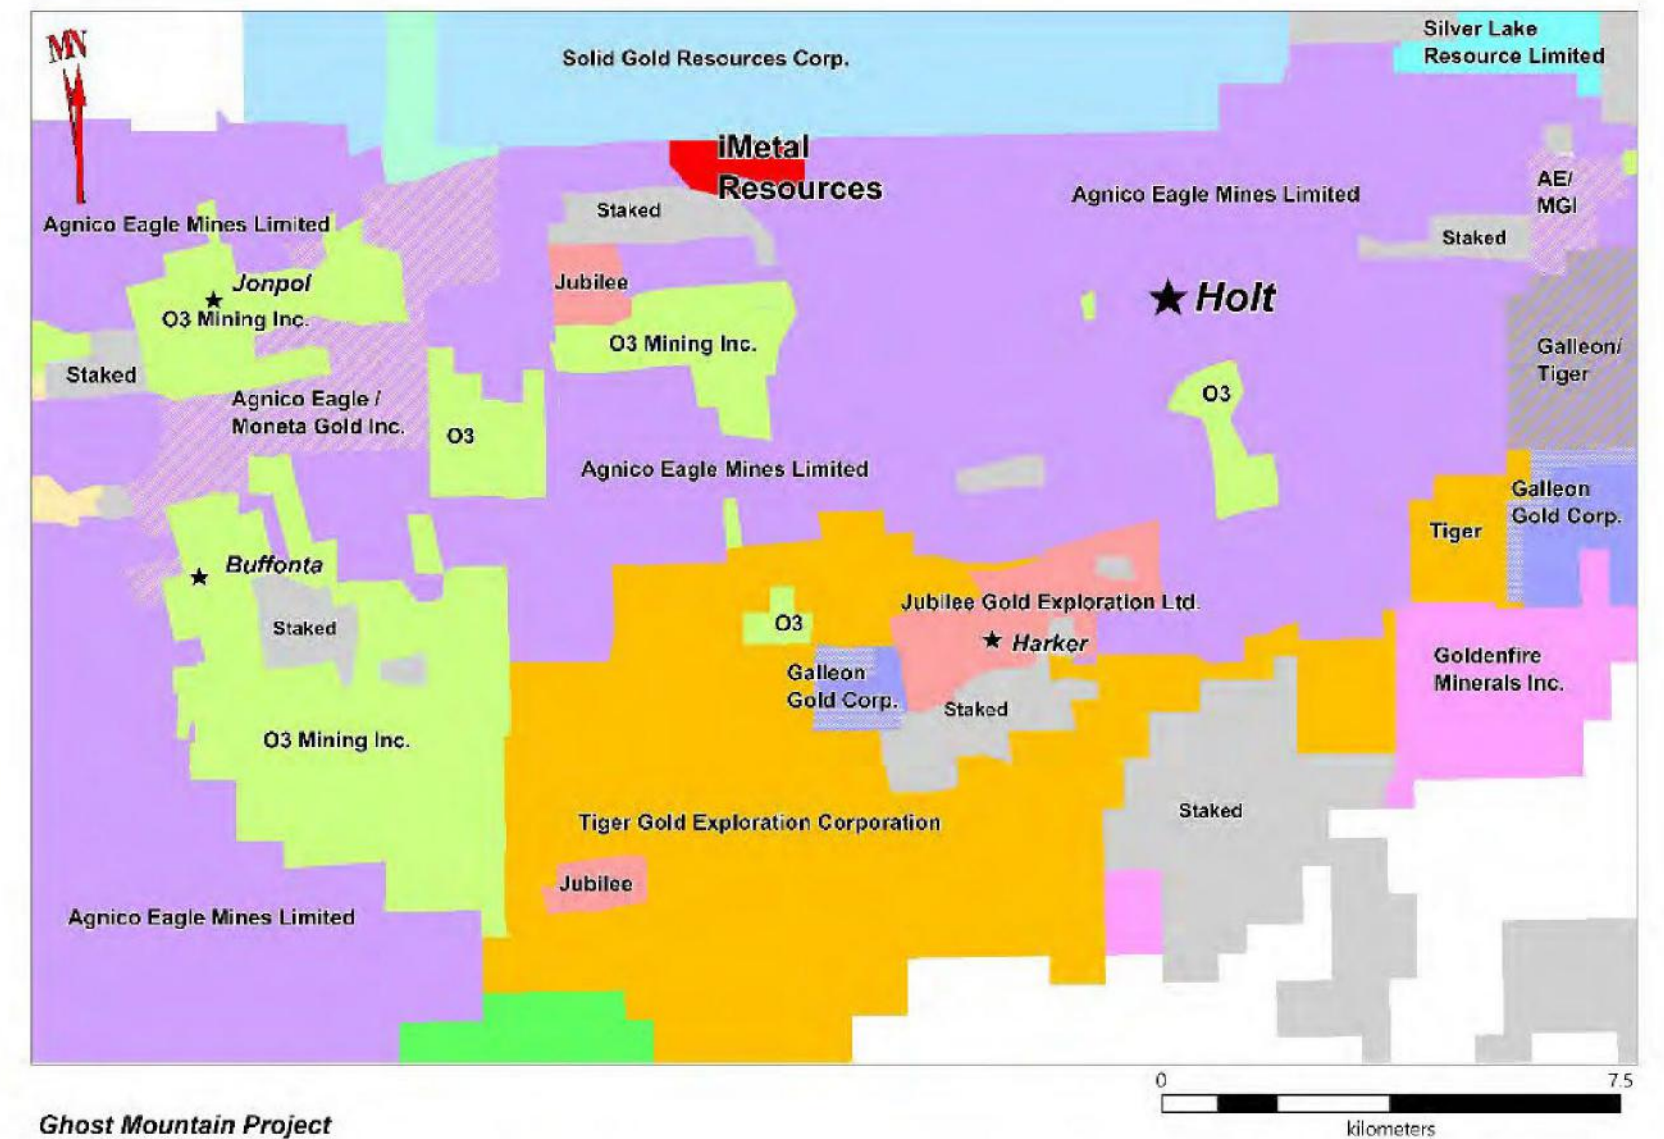 MN
Solid Gold Resources Corp.
Silver Lake
Resource Limited
iMetal
Resources
Staked
Agnico Eagle Mines Limited
AE/
MGI
Agnico Eagle Mines Limited
Staked
Jubilee
Jonpol
O3 Mining Inc.
Holt
O3 Mining Inc.
Galleon/
Tiger
Staked
Agnico Eagle /
Moneta Gold Inc.
O3
O3
Agnico Eagle Mines Limited
Galleon
Gold Corp.
Tiger
Buffonta
Staked
O3
Jubilee Gold Exploration Ltd.
Harker
Goldenfire
Minerals Inc.
Galleon
Gold Corp.
Staked
O3 Mining Inc.
Staked
Tiger Gold Exploration Corporation
Jubilee
Agnico Eagle Mines Limited
0
7.5
kilometers
Ghost Mountain Project